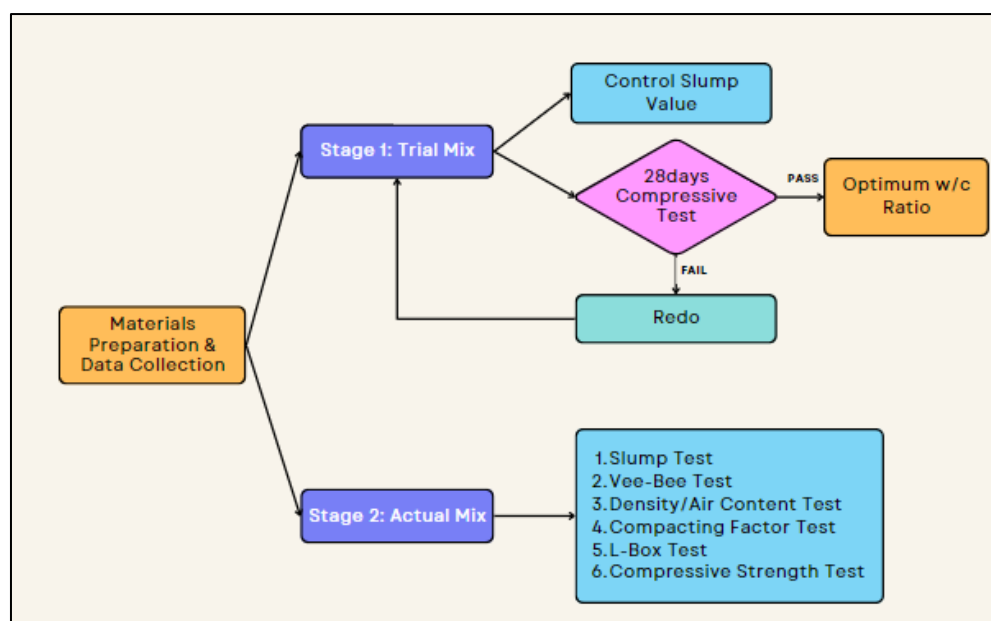 Control Slump
Value
Stage 1: Trial Mix
28days
Compressive
Test
PASS
Optimum w/c
Ratio
FAIL
Redo
Materials
Preparation &
Data Collection
Stage 2: Actual Mix
1.Slump Test
2.Vee-Bee Test
3.Density/Air Content Test
4.Compacting Factor Test
5.L-Box Test
6.Compressive Strength Test